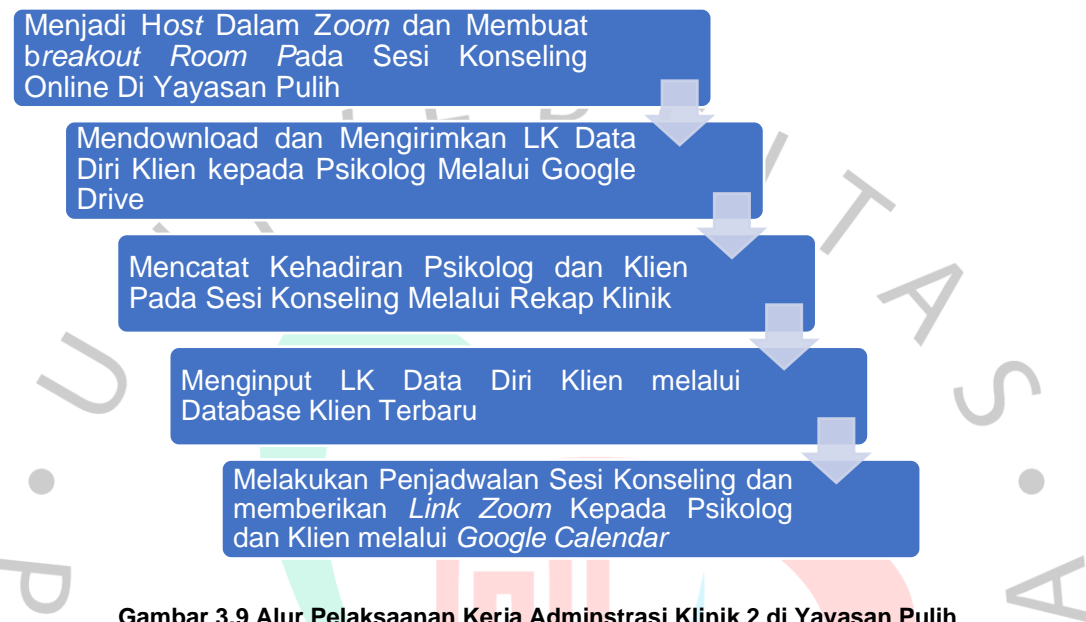 Menjadi Host Dalam Zoom dan Membuat
breakout Room Pada Sesi Konseling
Online Di Yayasan Pulih
Mendownload dan Mengirimkan LK Data
Diri Klien kepada Psikolog Melalui Google
Drive
Mencatat Kehadiran Psikolog dan Klien
Pada Sesi Konseling Melalui Rekap Klinik
Menginput LK Data Diri Klien melalui
Database Klien Terbaru
Melakukan Penjadwalan Sesi Konseling dan
memberikan Link Zoom Kepada Psikolog
dan Klien melalui Google Calendar
Gambar 3.9 Alur Pelaksaanan Kerja Adminstrasi Klinik 2 di Yayasan Pulih